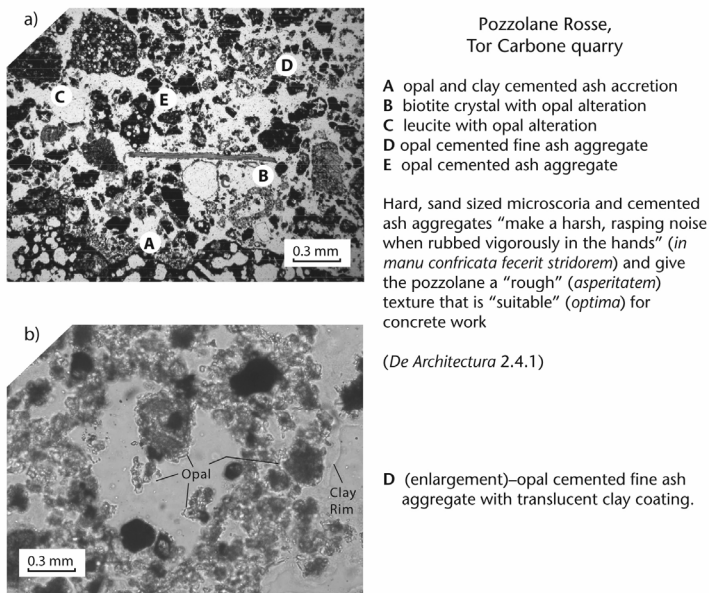 a)
Pozzolane Rosse,
Tor Carbone quarry
D
C
E
B
A
0.3 mm
A opal and clay cemented ash accretion
B biotite crystal with opal alteration
C leucite with opal alteration
D opal cemented fine ash aggregate
E opal cemented ash aggregate
Hard, sand sized microscoria and cemented
ash aggregates “make a harsh, rasping noise
when rubbed vigorously in the hands” (in
manu confricata fecerit stridorem) and give
the pozzolane a “rough” (asperitatem)
texture that is “suitable” (optima) for
concrete work
(De Architectura 2.4.1)
b)
Opal
Clay
Rim
0.3 mm
D (enlargement)–opal cemented fine ash
aggregate with translucent clay coating.